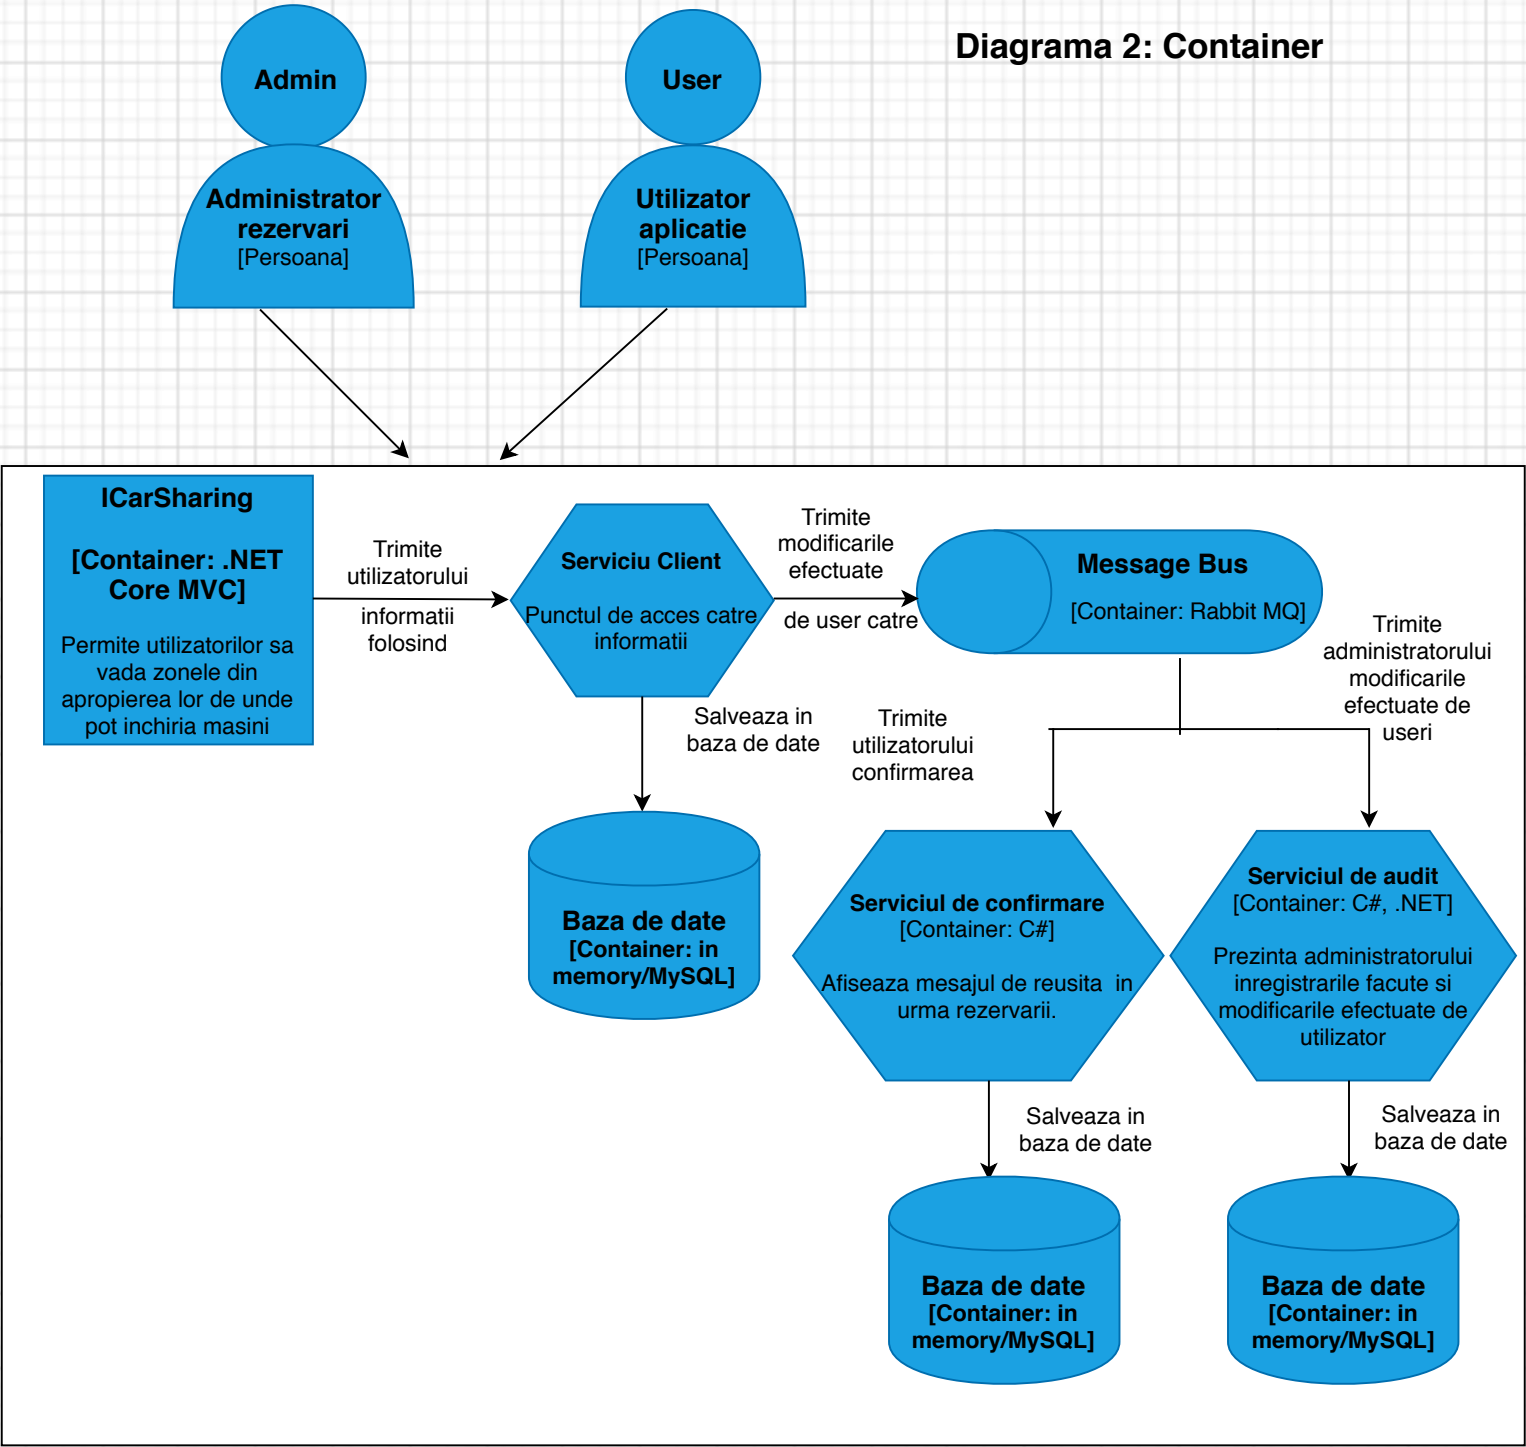 Diagrama 2: Container
Admin
Administrator
rezervari
[Persoana]
User
Utilizator
aplicatie
[Persoana]
ICarSharing
[Container: .NET
Core MVC]
Permite utilizatorilor sa
vada zonele din
apropierea lor de unde
pot inchiria masini
Trimite
utilizatorului
informatii
folosind
Serviciu Client
Punctul de acces catre
informatii
Trimite
modificarile
efectuate
de user catre
Message Bus
[Container: Rabbit MQ]
Trimite
administratorului
modificarile
efectuate de
useri
Salveaza in
baza de date
Trimite
utilizatorului
confirmarea
Baza de date
[Container: in
memory/MySQL]
Serviciul de confirmare
[Container: C#]
Afiseaza mesajul de reusita  in
urma rezervarii.
Serviciul de audit
[Container: C#, .NET]
Prezinta administratorului
inregistrarile facute si
modificarile efectuate de
utilizator
Salveaza in
baza de date
Salveaza in
baza de date
Baza de date
[Container: in
memory/MySQL]
Baza de date
[Container: in
memory/MySQL]